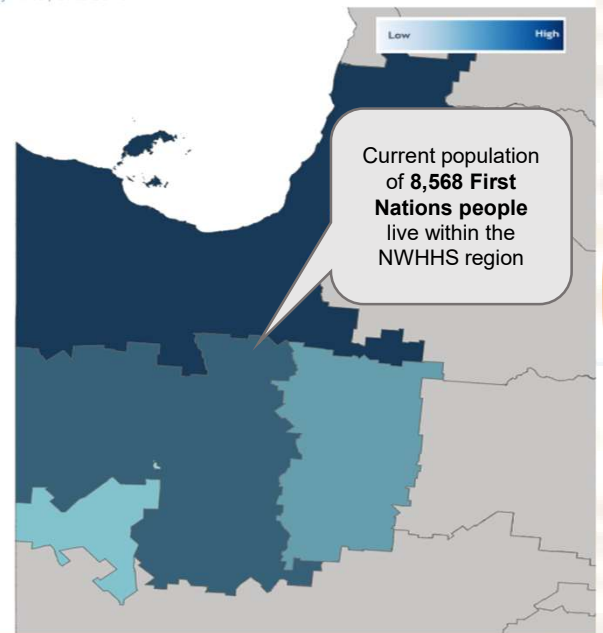 Low High
Current population
of 8,568 First
Nations people
live within the
NWHHS region